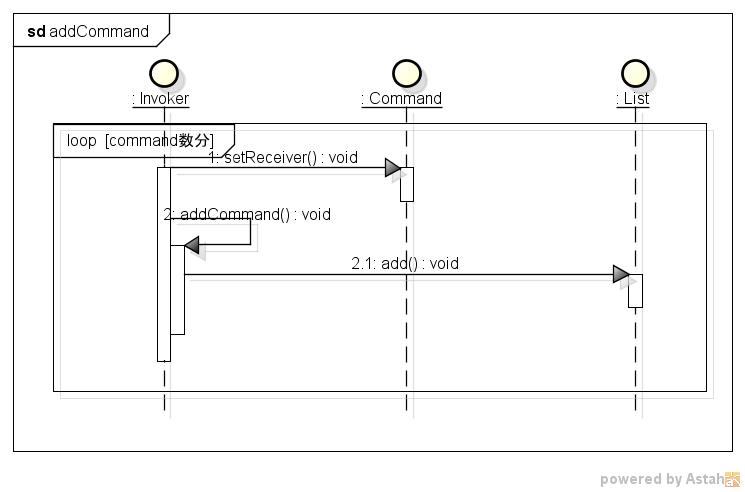 sd addCommand
: Invoker : Command : List
loop [command数分]
1: setReceiver() : void
2: addCommand() : void
2.1: add() : void
powered by Astah